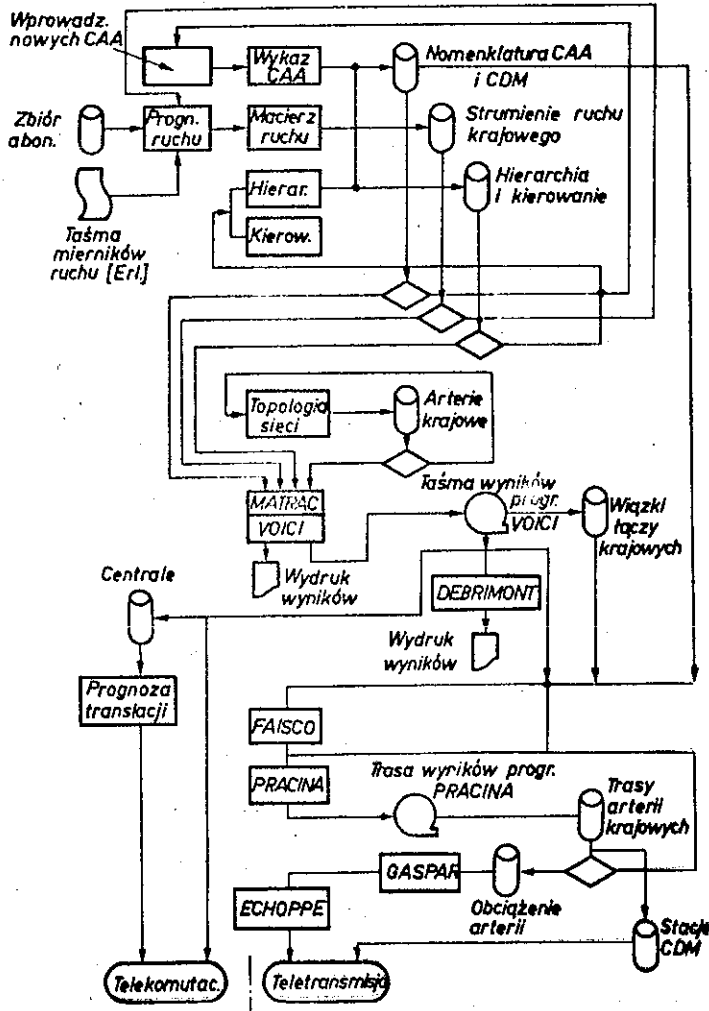 Wprowadz.
nowych CAA
Wykaz
CAA
Nomenklatura CAA
i CDM
Zbiór
abon.
Progn.
ruchu
Macierz
ruchu
Strumienie ruchu
krajowego
Hierar.
Kierow.
Hierarchia
i kierowanie
Taśma
mierników
ruchu [Erl.]
Topologia
sieci
Arterie
krajowe
MATRAC
VOICI
Taśma wyników
progr.
VOICI
Wiązki
łączy
krajowych
Wydruk
wyników
Centrale
DEBRIMONT
Wydruk
wyników
Prognoza
translacji
FAISCO
PRACINA
Trasa wyników progr.
PRACINA
Trasy
arterii
krajowych
GASPAR
ECHOPPE
Obciążenie
arterii
Stacje
CDM
Telekomutac.
Teletransmisja